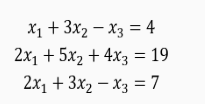 x₁ + 3x₂ − x₃ = 4
2x₁ + 5x₂ + 4x₃ = 19
2x₁ + 3x₂ − x₃ = 7